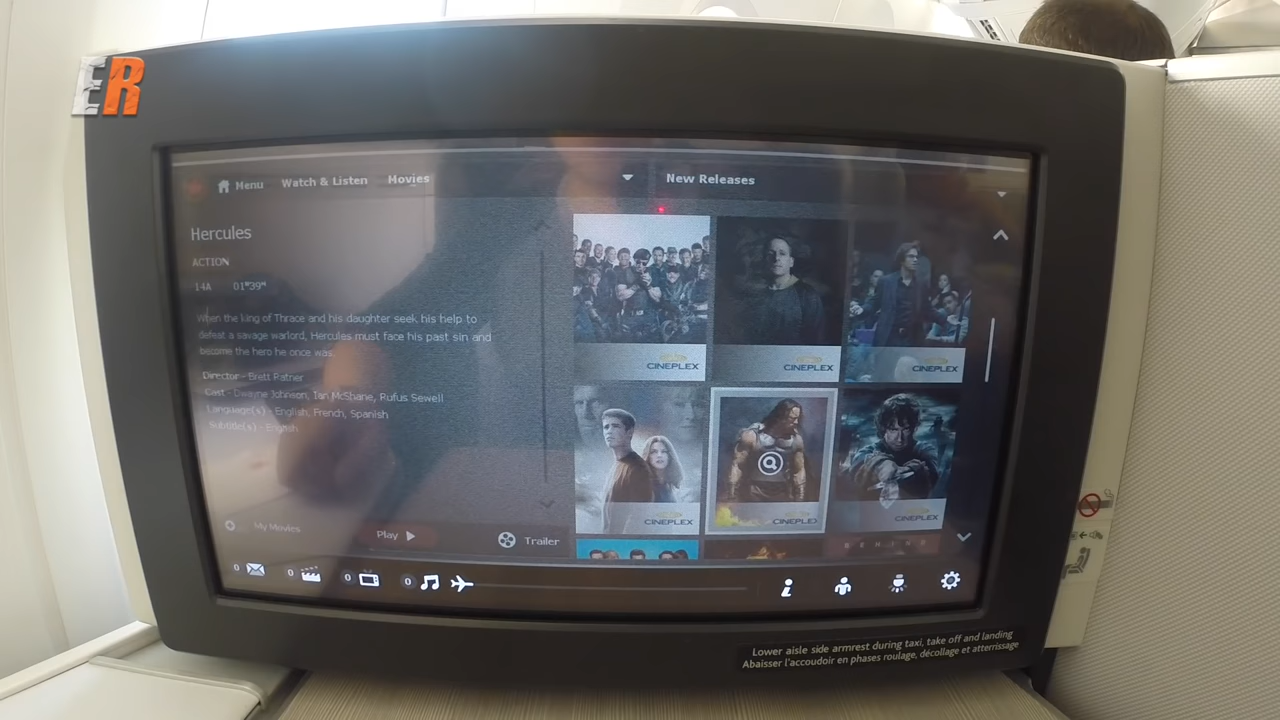 ER
Menu Watch & Listen Movies New Releases
Hercules
ACTION
14A 01"39"
When the king of Thrace and his daughter seek his help to
defeat a savage warlord, Hercules must face his past sin and
become the hero he once was.
Director - Brett Ratner
Cast - Dwayne Johnson, Ian McShane, Rufus Sewell
Language(s) - English, French, Spanish
Subtitle(s) - English
CINEPLEX CINEPLEX CINEPLEX
CINEPLEX CINEPLEX CINEPLEX
My Movies Play Trailer
0 0 0 0
Lower aisle side armrest during taxi, take off and landing
Abaisser l'accoudoir en phases roulage, décollage et atterrissage